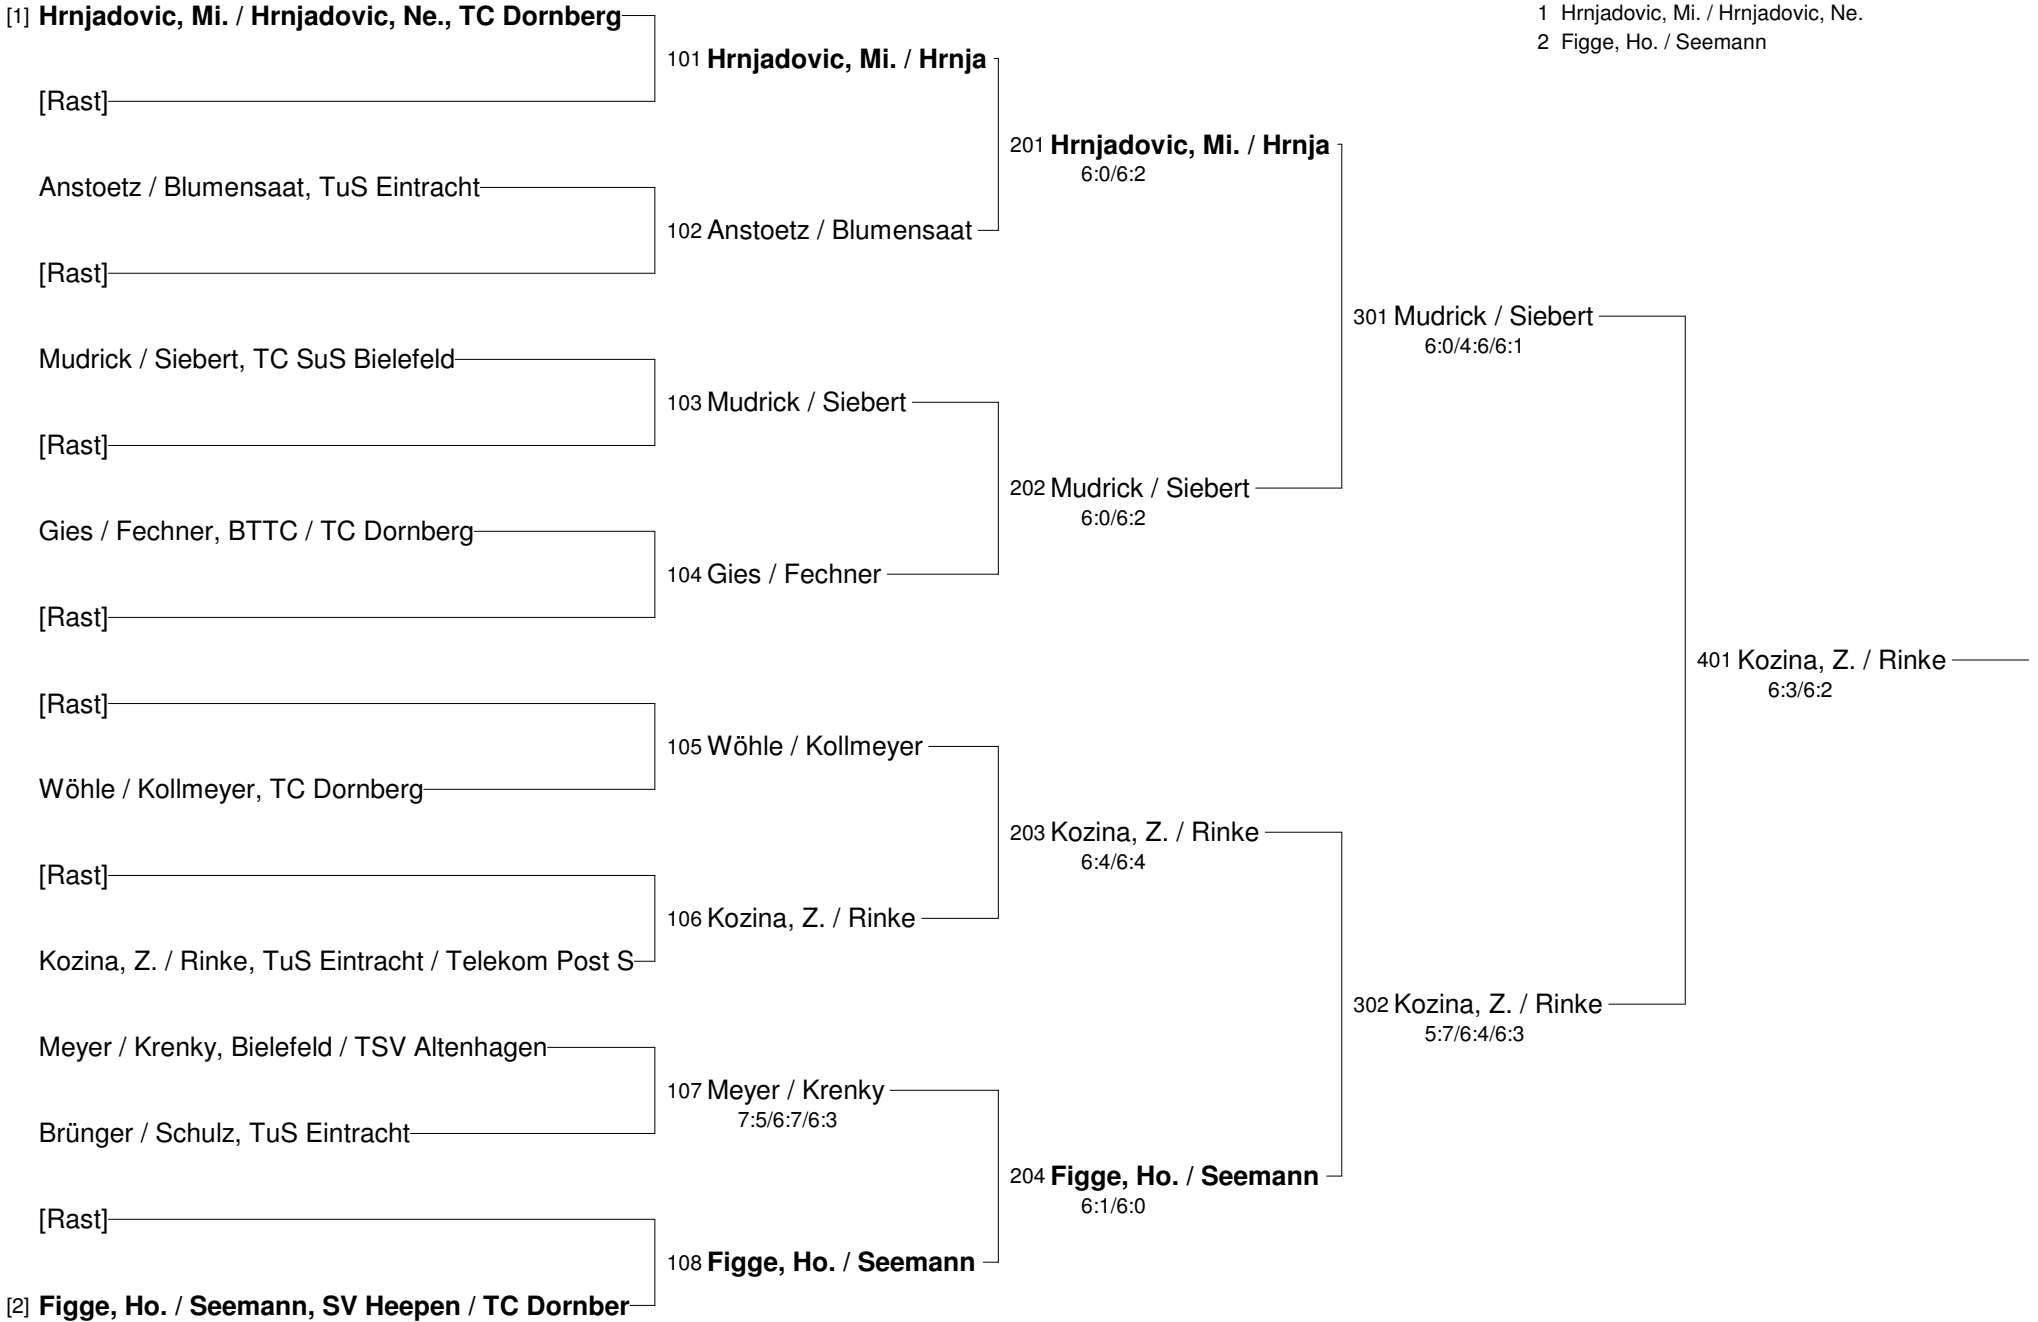 [1] Hrnjadovic, Mi. / Hrnjadovic, Ne., TC Dornberg
[Rast]
Anstoetz / Blumensaat, TuS Eintracht
[Rast]
Mudrick / Siebert, TC SuS Bielefeld
[Rast]
Gies / Fechner, BTTC / TC Dornberg
[Rast]
[Rast]
Wöhle / Kollmeyer, TC Dornberg
[Rast]
Kozina, Z. / Rinke, TuS Eintracht / Telekom Post S
Meyer / Krenky, Bielefeld / TSV Altenhagen
Brünger / Schulz, TuS Eintracht
[Rast]
[2] Figge, Ho. / Seemann, SV Heepen / TC Dornber
101 Hrnjadovic, Mi. / Hrnja
102 Anstoetz / Blumensaat
103 Mudrick / Siebert
104 Gies / Fechner
105 Wöhle / Kollmeyer
106 Kozina, Z. / Rinke
107 Meyer / Krenky
7:5/6:7/6:3
108 Figge, Ho. / Seemann
201 Hrnjadovic, Mi. / Hrnja
6:0/6:2
202 Mudrick / Siebert
6:0/6:2
203 Kozina, Z. / Rinke
6:4/6:4
204 Figge, Ho. / Seemann
6:1/6:0
301 Mudrick / Siebert
6:0/4:6/6:1
302 Kozina, Z. / Rinke
5:7/6:4/6:3
401 Kozina, Z. / Rinke
6:3/6:2
1 Hrnjadovic, Mi. / Hrnjadovic, Ne.
2 Figge, Ho. / Seemann